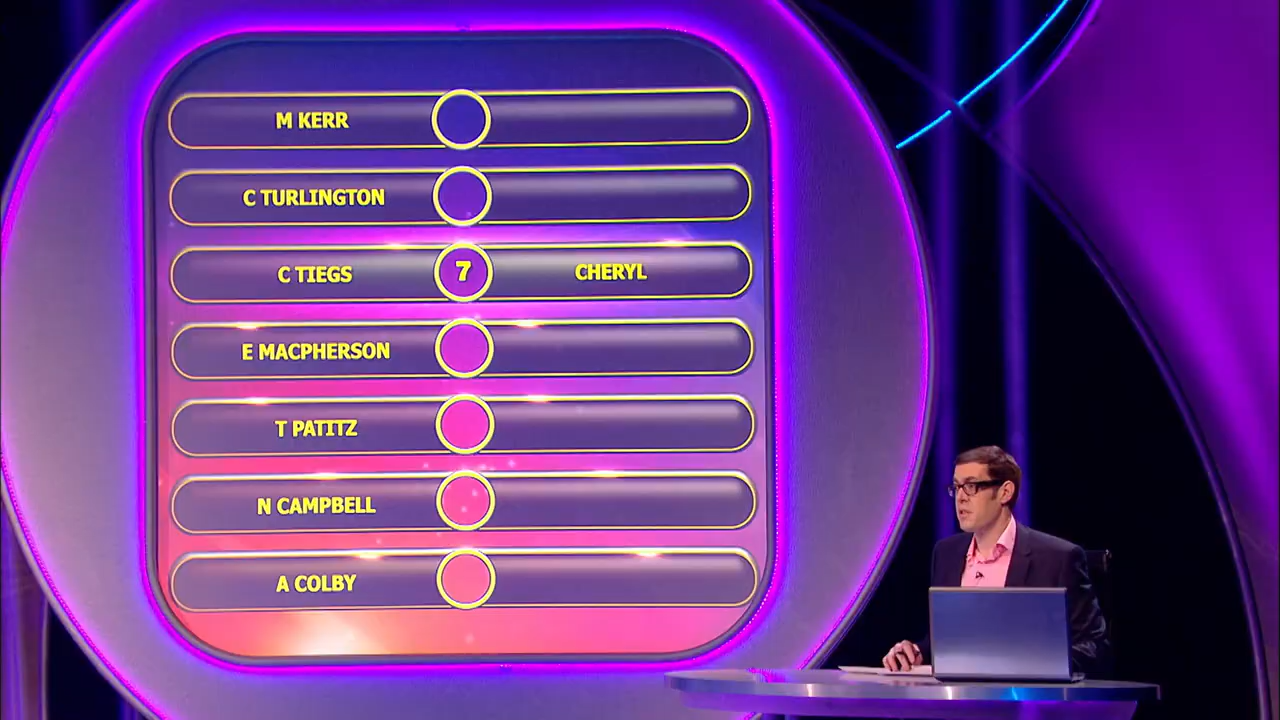 M KERR
C TURLINGTON
C TIEGS 7 CHERYL
E MACPHERSON
T PATITZ
N CAMPBELL
A COLBY